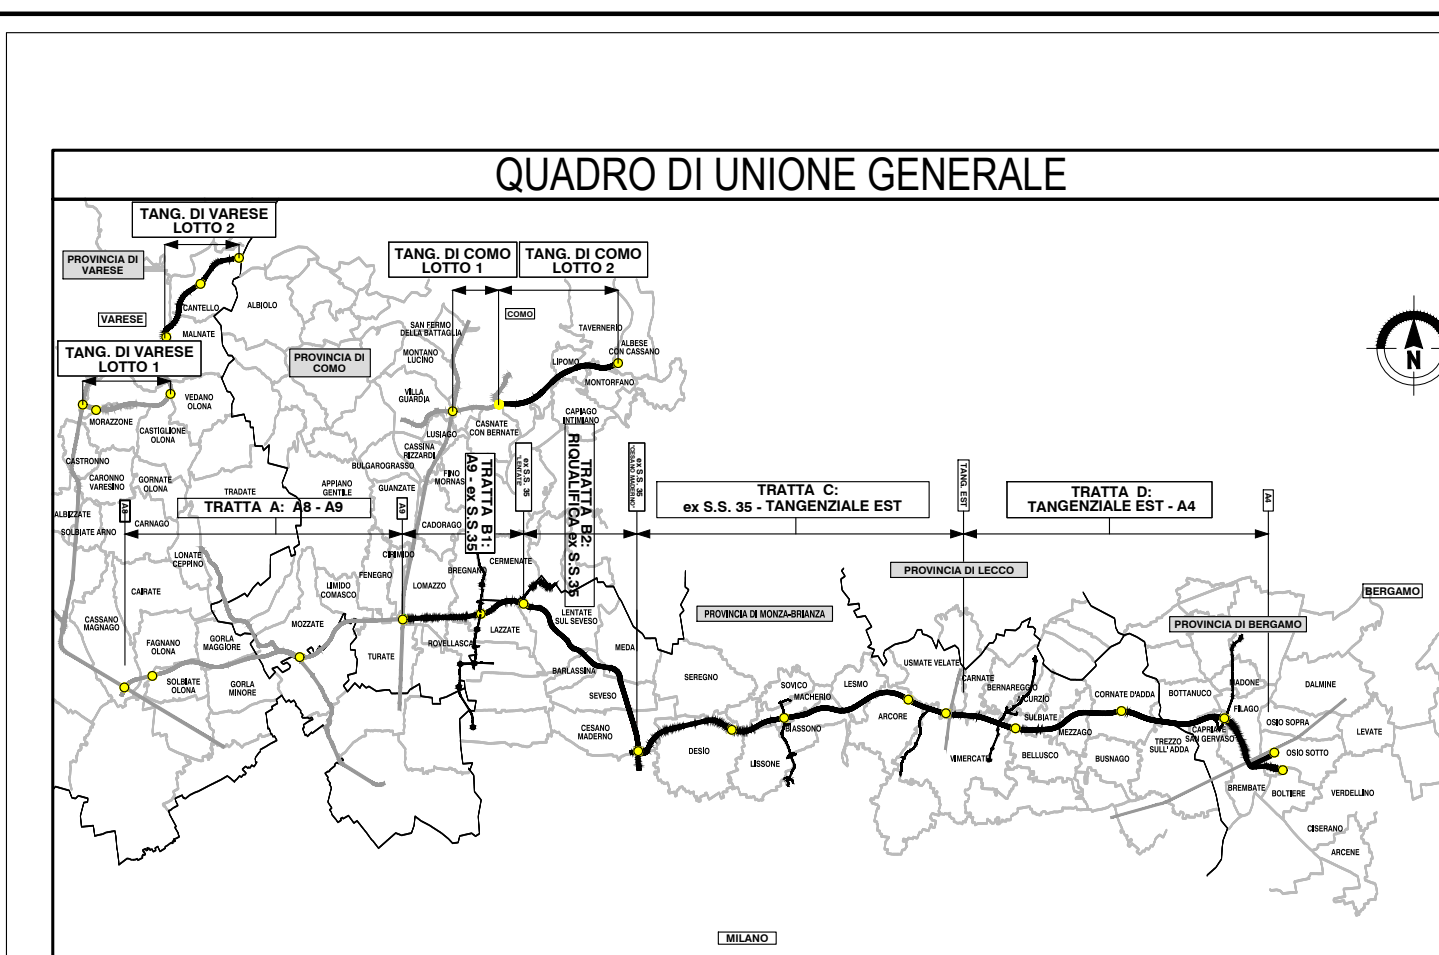 QUADRO DI UNIONE GENERALE
TANG. DI VARESE
LOTTO 2
PROVINCIA DI
VARESE
TANG. DI COMO
LOTTO 1
TANG. DI COMO
LOTTO 2
CANTELLO
ALBIOLO
VARESE
MALNATE
COMO
SAN FERMO
DELLA BATTAGLIA
TAVERNERIO
ALBESE
CON CASSANO
TANG. DI VARESE
LOTTO 1
PROVINCIA DI
COMO
MONTANO
LUCINO
LIPOMO
MONTORFANO
VILLA
GUARDIA
VEDANO
OLONA
MORAZZONE
CASTIGLIONE
OLONA
LUSIAGO
CASNATE
CON BERNATE
CAPIAGO
INTIMIANO
CASSINA
RIZZARDI
CASTRONNO
BULGAROGRASSO
CARONNO
VARESINO
GORNATE
OLONA
TRADATE
APPIANO
GENTILE
GUANZATE
FINO
MORNAS
TRATTA B1:
A9 - ex S.S.35
ex S.S. 35
"LENTATE"
TRATTA B2:
RIQUALIFICA ex S.S.35
ex S.S. 35
"CESANO MADERNO"
TRATTA C:
ex S.S. 35 - TANGENZIALE EST
TANG. EST
TRATTA D:
TANGENZIALE EST - A4
A4
A8
TRATTA A: A8 - A9
A9
ALBIZZATE
SOLBIATE ARNO
CARNAGO
CADORAGO
LONATE
CEPPINO
CIRIMIDO
FENEGRO
BREGNANO
CERMENATE
LIMIDO
COMASCO
LOMAZZO
CAIRATE
CASSANO
MAGNAGO
MOZZATE
LENTATE
SUL SEVESO
LAZZATE
ROVELLASCA
FAGNANO
OLONA
GORLA
MAGGIORE
TURATE
SOLBIATE
OLONA
GORLA
MINORE
BARLASSINA
MEDA
SEVESO
CESANO
MADERNO
PROVINCIA DI LECCO
PROVINCIA DI MONZA-BRIANZA
PROVINCIA DI BERGAMO
BERGAMO
N
SEREGNO
SOVICO
MACHERIO
LESMO
USMATE VELATE
CARNATE
BERNAREGGIO
SULBIATE
MEZZAGO
CORNATE D'ADDA
BOTTANUCO
MADONE
FILAGO
DALMINE
OSIO SOPRA
LEVATE
DESIO
LISSONE
BIASSONO
ARCORE
VIMERCATE
BELLUSCO
BUSNAGO
TREZZO
SULL' ADDA
SAN GERVASO
OSIO SOTTO
BREMBATE
BOLTIERE
VERDELLINO
CISERANO
ARCENE
MILANO